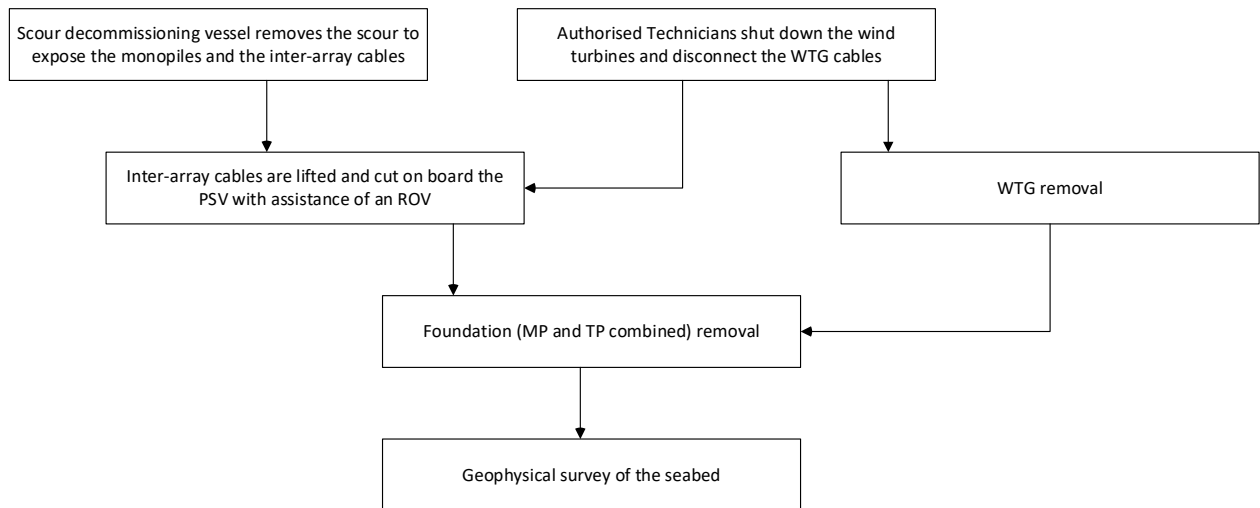 Scour decommissioning vessel removes the scour to
expose the monopiles and the inter-array cables
Authorised Technicians shut down the wind
turbines and disconnect the WTG cables
Inter-array cables are lifted and cut on board the
PSV with assistance of an ROV
WTG removal
Foundation (MP and TP combined) removal
Geophysical survey of the seabed